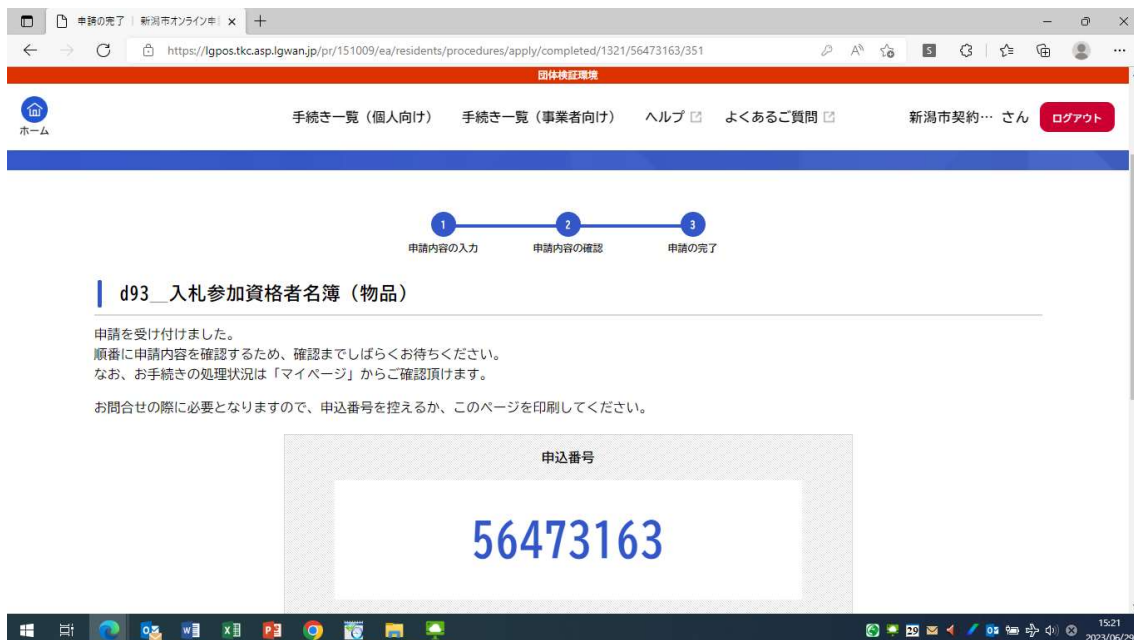 申請の完了 | 新潟市オンライン申
https://lgpos.tkc.asp.lgwan.jp/pr/151009/ea/residents/procedures/apply/completed/1321/56473163/351
団体検証環境
ホーム
手続き一覧（個人向け） 手続き一覧（事業者向け） ヘルプ よくあるご質問 新潟市契約… さん ログアウト
1 2 3
申請内容の入力 申請内容の確認 申請の完了
d93__入札参加資格者名簿（物品）
申請を受け付けました。
順番に申請内容を確認するため、確認までしばらくお待ちください。
なお、お手続きの処理状況は「マイページ」からご確認頂けます。
お問合せの際に必要となりますので、申込番号を控えるか、このページを印刷してください。
申込番号
56473163
15:21
2023/06/29